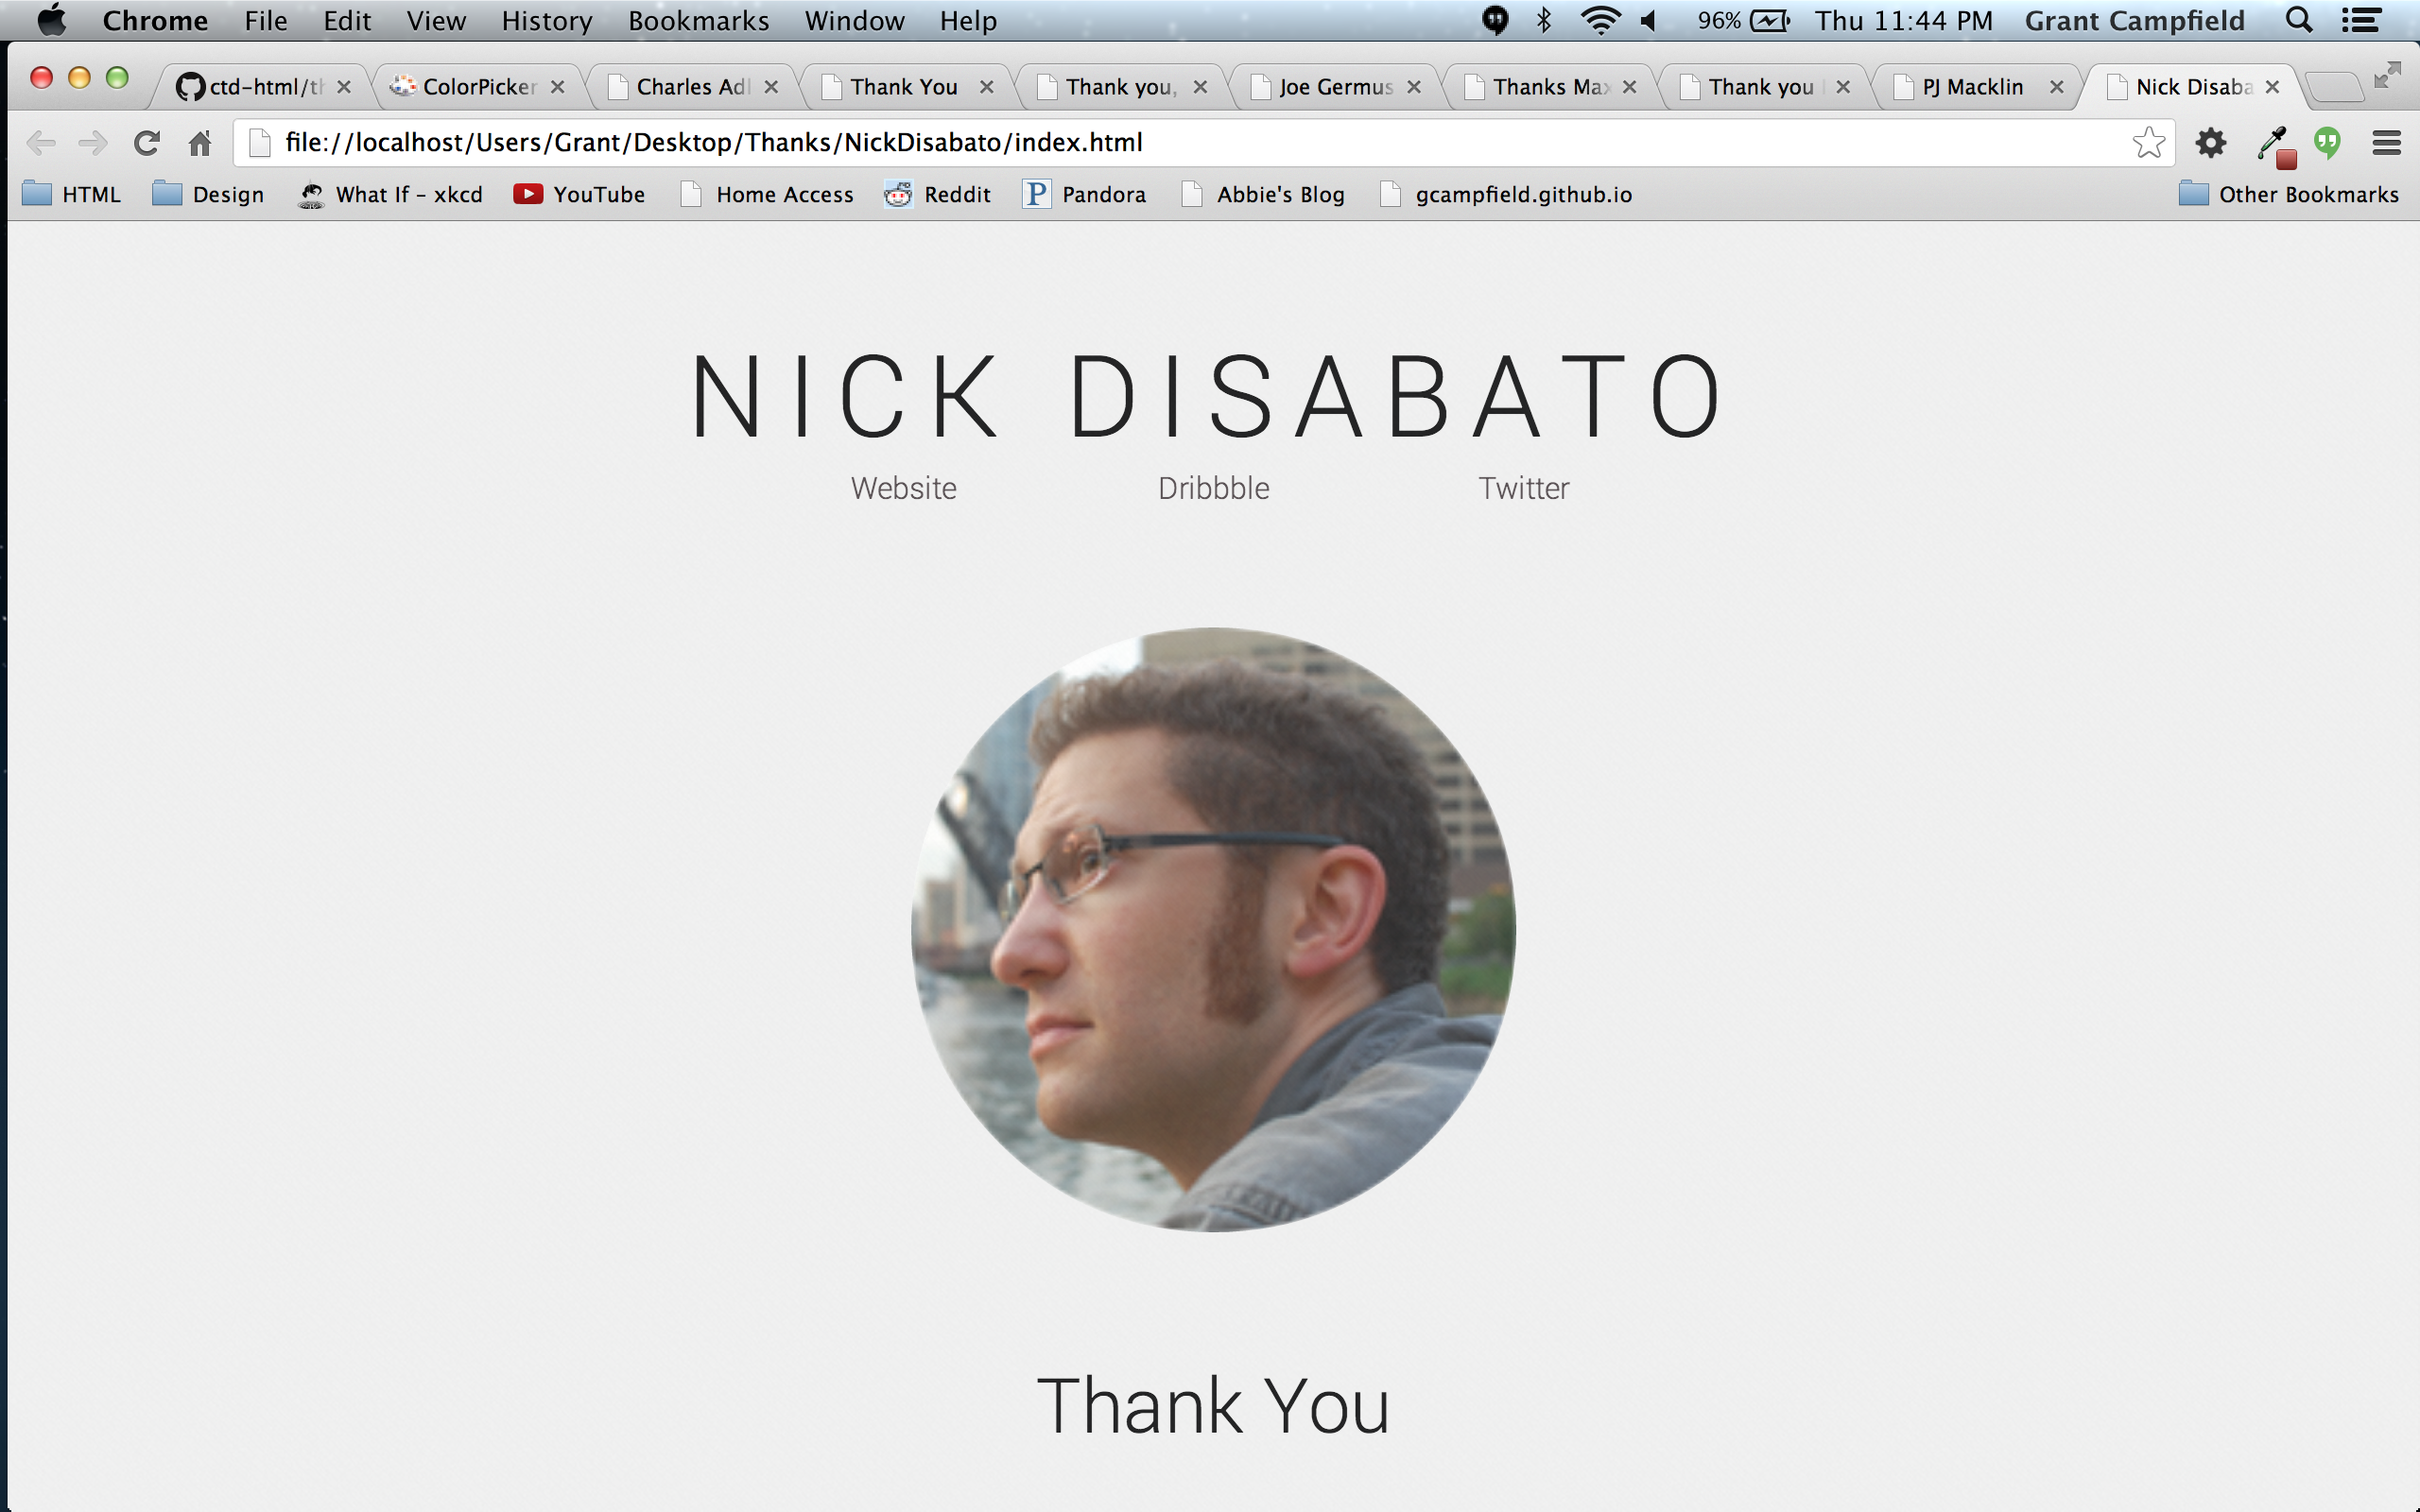 Chrome File Edit View History Bookmarks Window Help 96% Thu 11:44 PM Grant Campfield
ctd-html/th ColorPicker Charles Adl Thank You Thank you, Joe Germus Thanks Max Thank you PJ Macklin Nick Disaba
file://localhost/Users/Grant/Desktop/Thanks/NickDisabato/index.html
HTML Design What If – xkcd YouTube Home Access Reddit P Pandora Abbie's Blog gcampfield.github.io Other Bookmarks
NICK DISABATO
Website Dribbble Twitter
Thank You